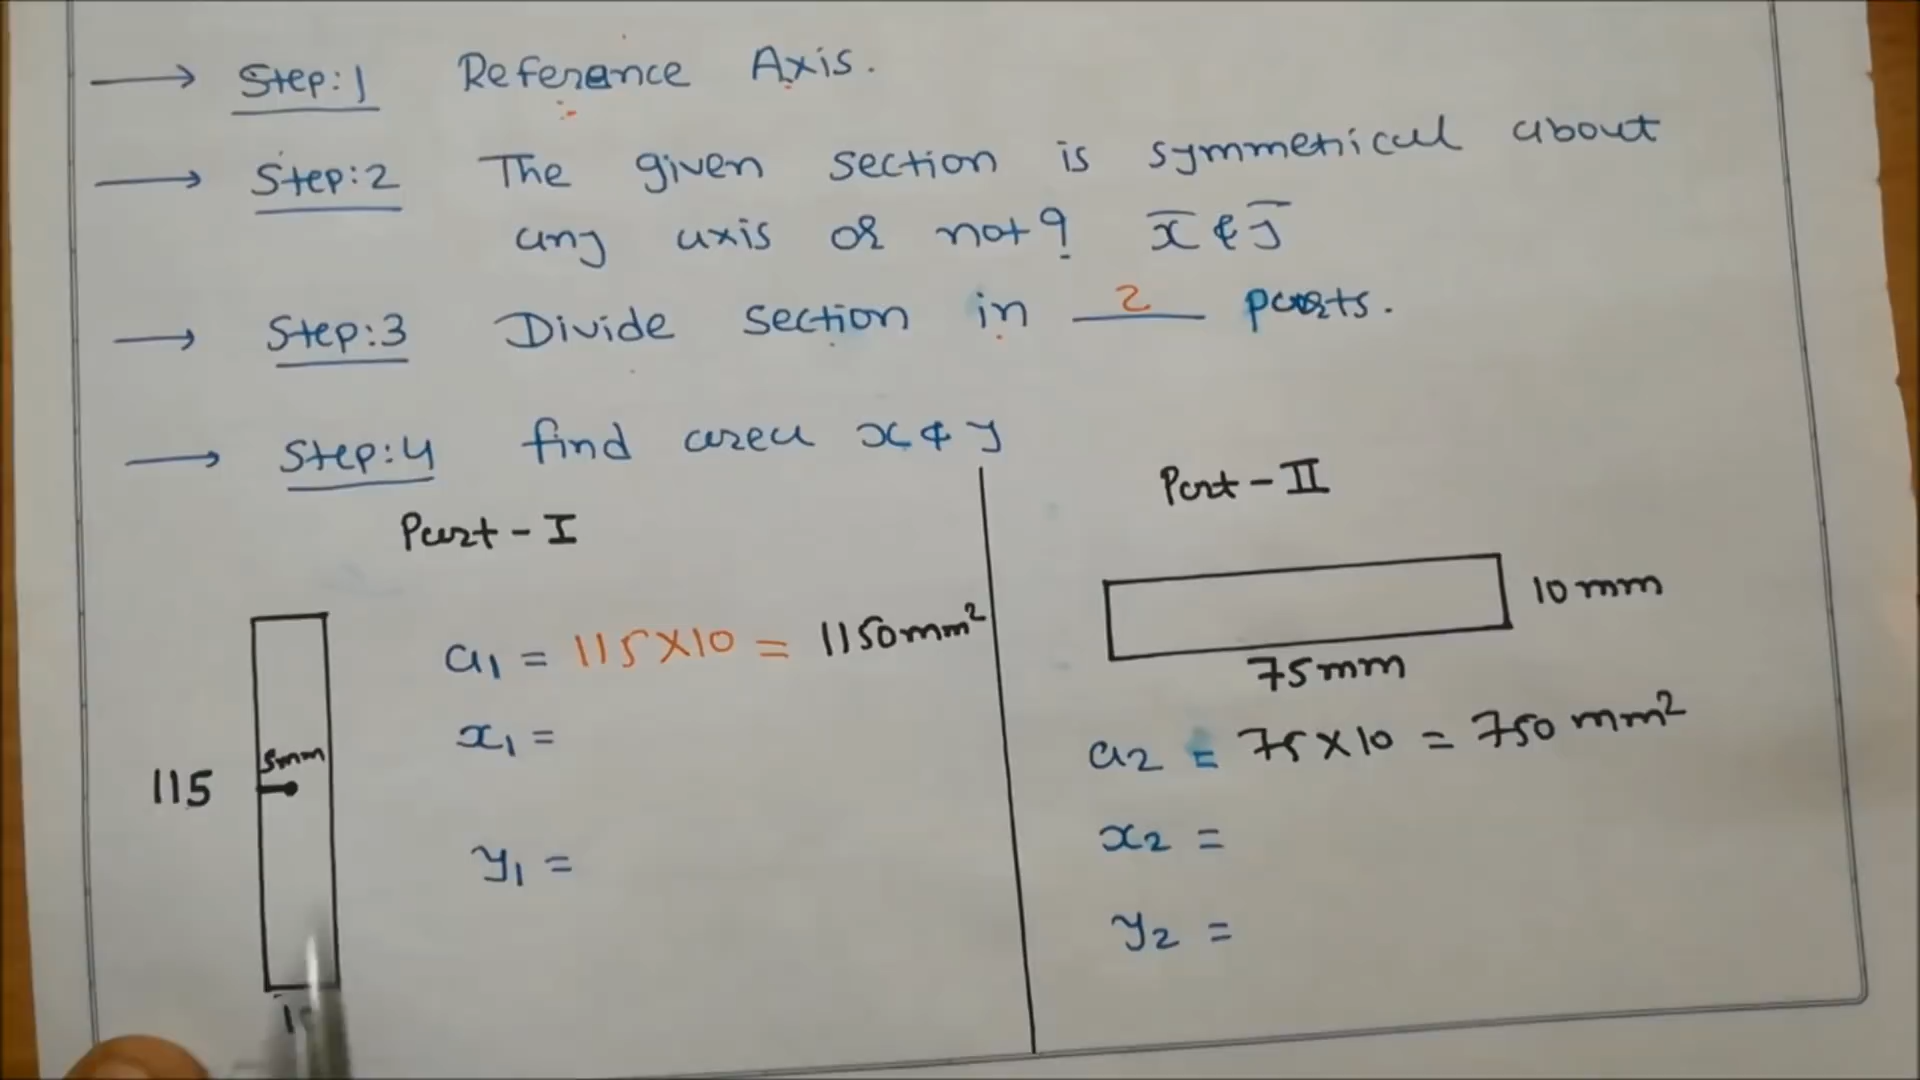 Step:1 Reference Axis.
Step:2 The given section is symmetrical about
any axis or not? x̄ & ȳ
Step:3 Divide section in 2 parts.
Step:4 find area x & y
Part - I
Part - II
10 mm
75mm
a1 = 115×10 = 1150mm²
x1 =
y1 =
115
5mm
a2 = 75×10 = 750 mm²
x2 =
y2 =